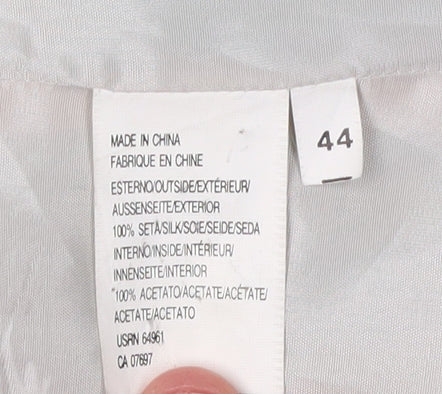 MADE IN CHINA
FABRIQUE EN CHINE
ESTERNO/OUTSIDE/EXTÉRIEUR/
AUSSENSEITE/EXTERIOR
100% SETA/SILK/SOIE/SEIDE/SEDA
INTERNO/INSIDE/INTÉRIEUR/
INNENSEITE/INTERIOR
100% ACETATO/ACETATE/ACÉTATE/
ACETATE/ACETATO
USRN 64961
CA 07697
44